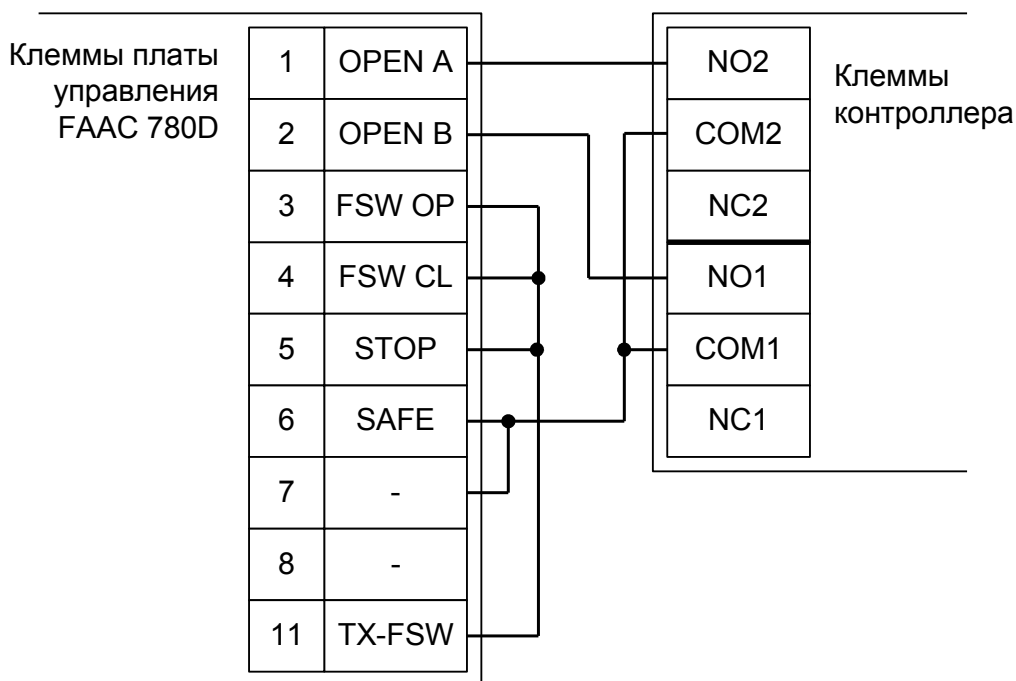 Клеммы платы
управления
FAAC 780D
1 OPEN A
2 OPEN B
3 FSW OP
4 FSW CL
5 STOP
6 SAFE
7 -
8 -
11 TX-FSW
NO2
COM2
NC2
NO1
COM1
NC1
Клеммы
контроллера